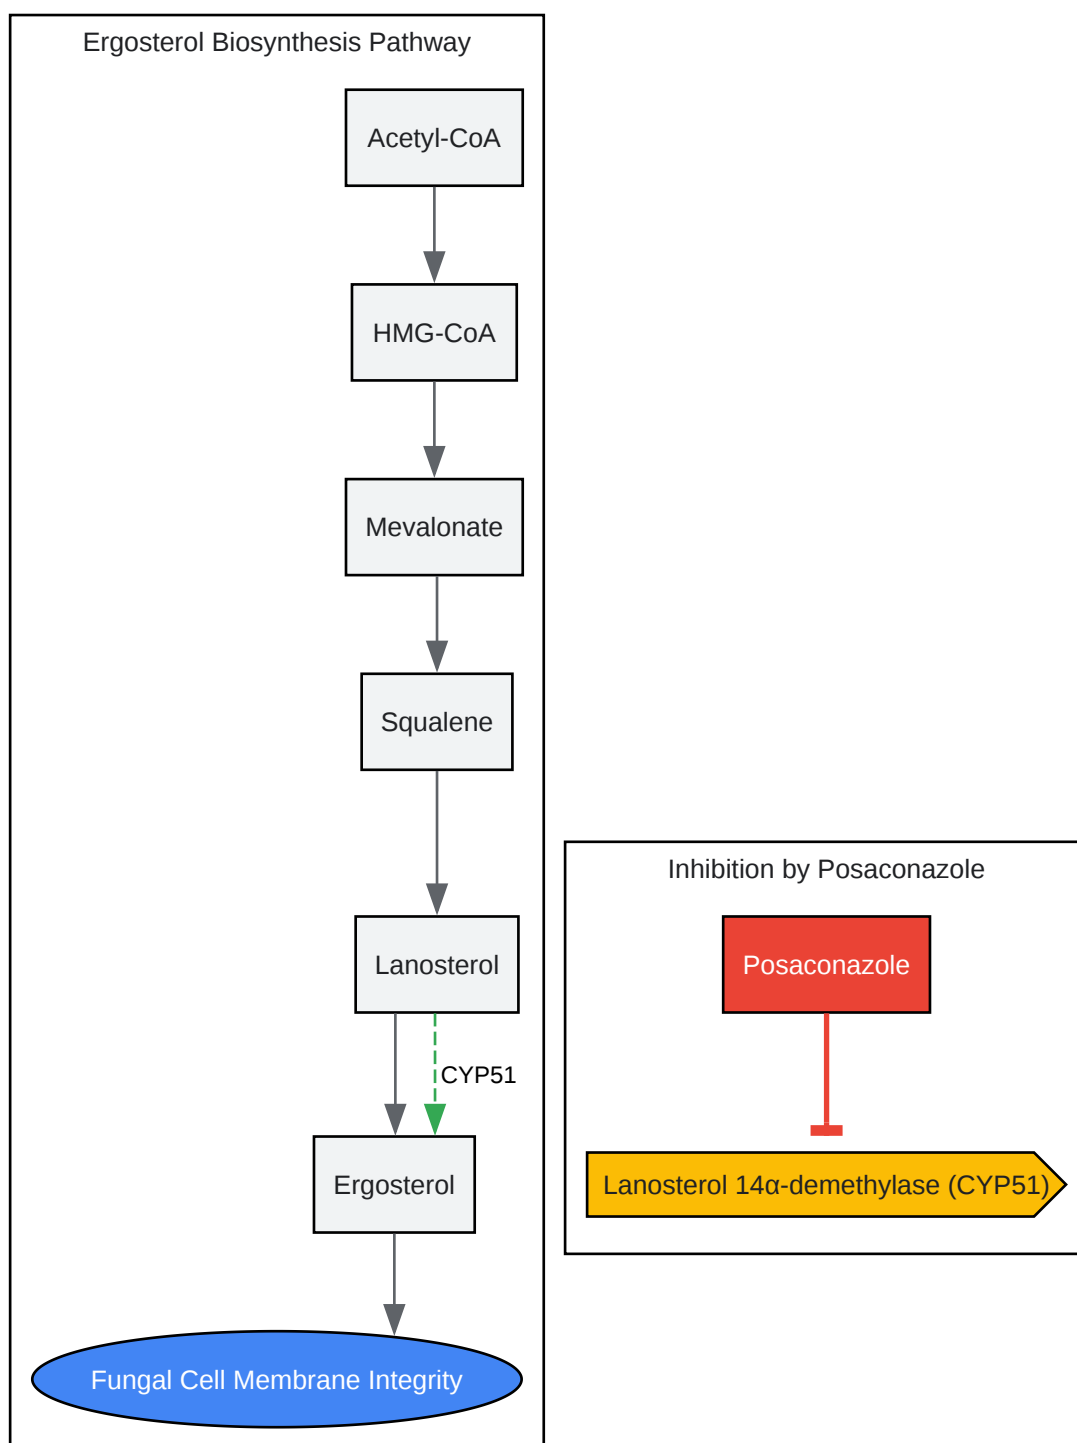 Ergosterol Biosynthesis Pathway
Acetyl-CoA
HMG-CoA
Mevalonate
Squalene
Lanosterol
CYP51
Ergosterol
Fungal Cell Membrane Integrity
Inhibition by Posaconazole
Posaconazole
Lanosterol 14α-demethylase (CYP51)